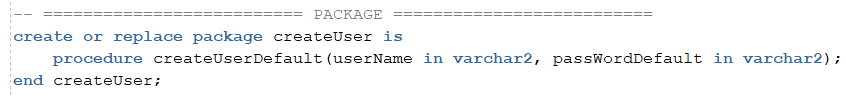 -- ========================== PACKAGE ==========================
create or replace package createUser is
    procedure createUserDefault(userName in varchar2, passWordDefault in varchar2);
end createUser;